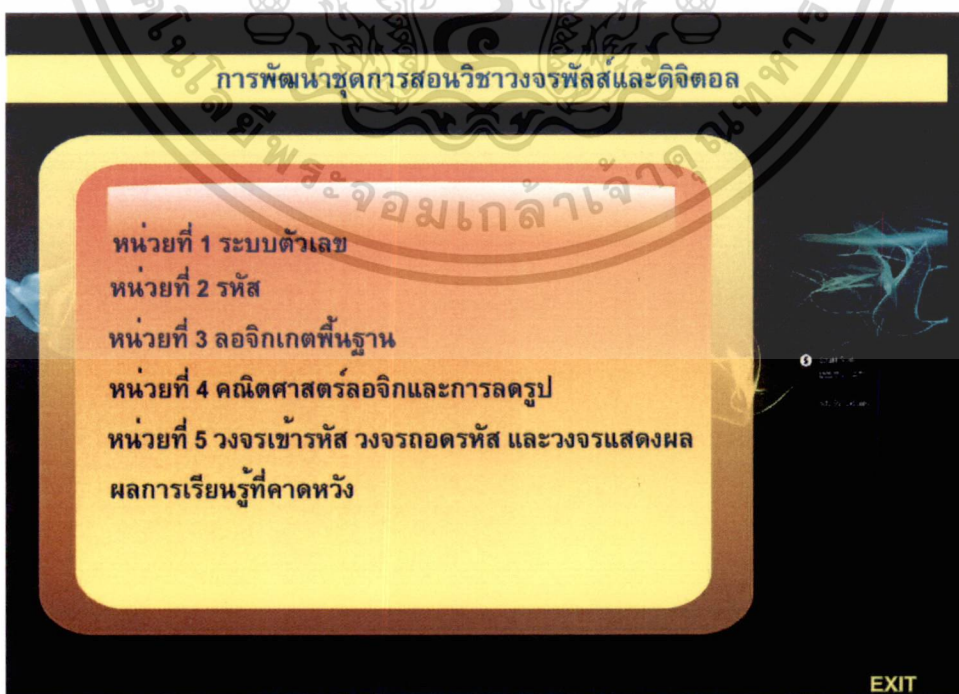 การพัฒนาชุดการสอนวิชาวงจรพัลส์และดิจิตอล
หน่วยที่ 1 ระบบตัวเลข
หน่วยที่ 2 รหัส
หน่วยที่ 3 ลอจิกเกตพื้นฐาน
หน่วยที่ 4 คณิตศาสตร์ลอจิกและการลดรูป
หน่วยที่ 5 วงจรเข้ารหัส วงจรถอดรหัส และวงจรแสดงผล
ผลการเรียนรู้ที่คาดหวัง
EXIT